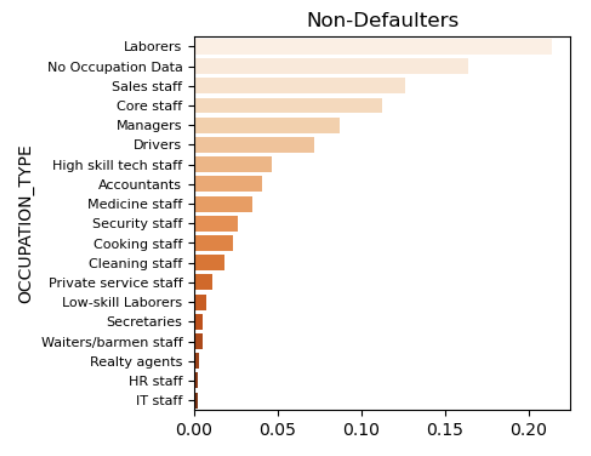 Non-Defaulters
OCCUPATION_TYPE
Laborers
No Occupation Data
Sales staff
Core staff
Managers
Drivers
High skill tech staff
Accountants
Medicine staff
Security staff
Cooking staff
Cleaning staff
Private service staff
Low-skill Laborers
Secretaries
Waiters/barmen staff
Realty agents
HR staff
IT staff
0.00 0.05 0.10 0.15 0.20